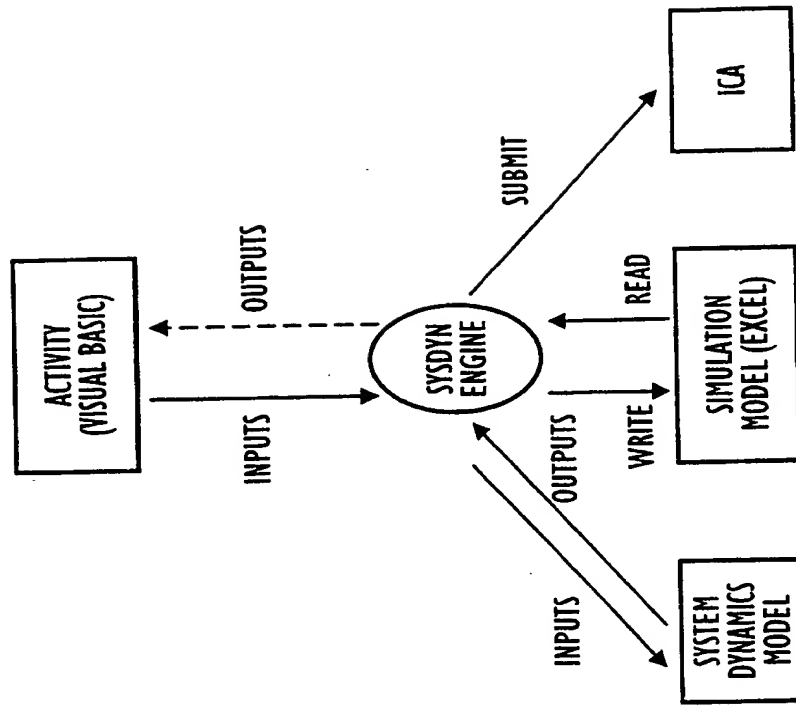 ACTIVITY
(VISUAL BASIC)
INPUTS
OUTPUTS
SYSDYN
ENGINE
SUBMIT
INPUTS
OUTPUTS
WRITE
READ
SYSTEM
DYNAMICS
MODEL
SIMULATION
MODEL (EXCEL)
ICA